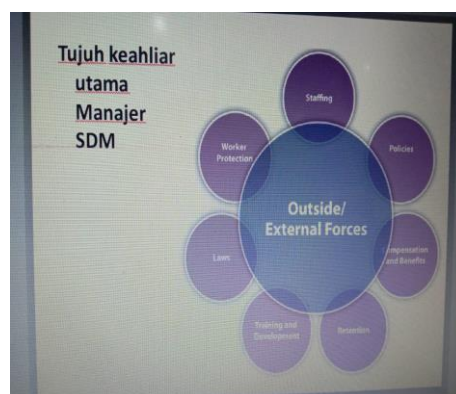 Tujuh keahliar
utama
Manajer
SDM
Staffing
Policies
Compensation
and Benefits
Retention
Training and
Development
Laws
Worker
Protection
Outside/
External Forces